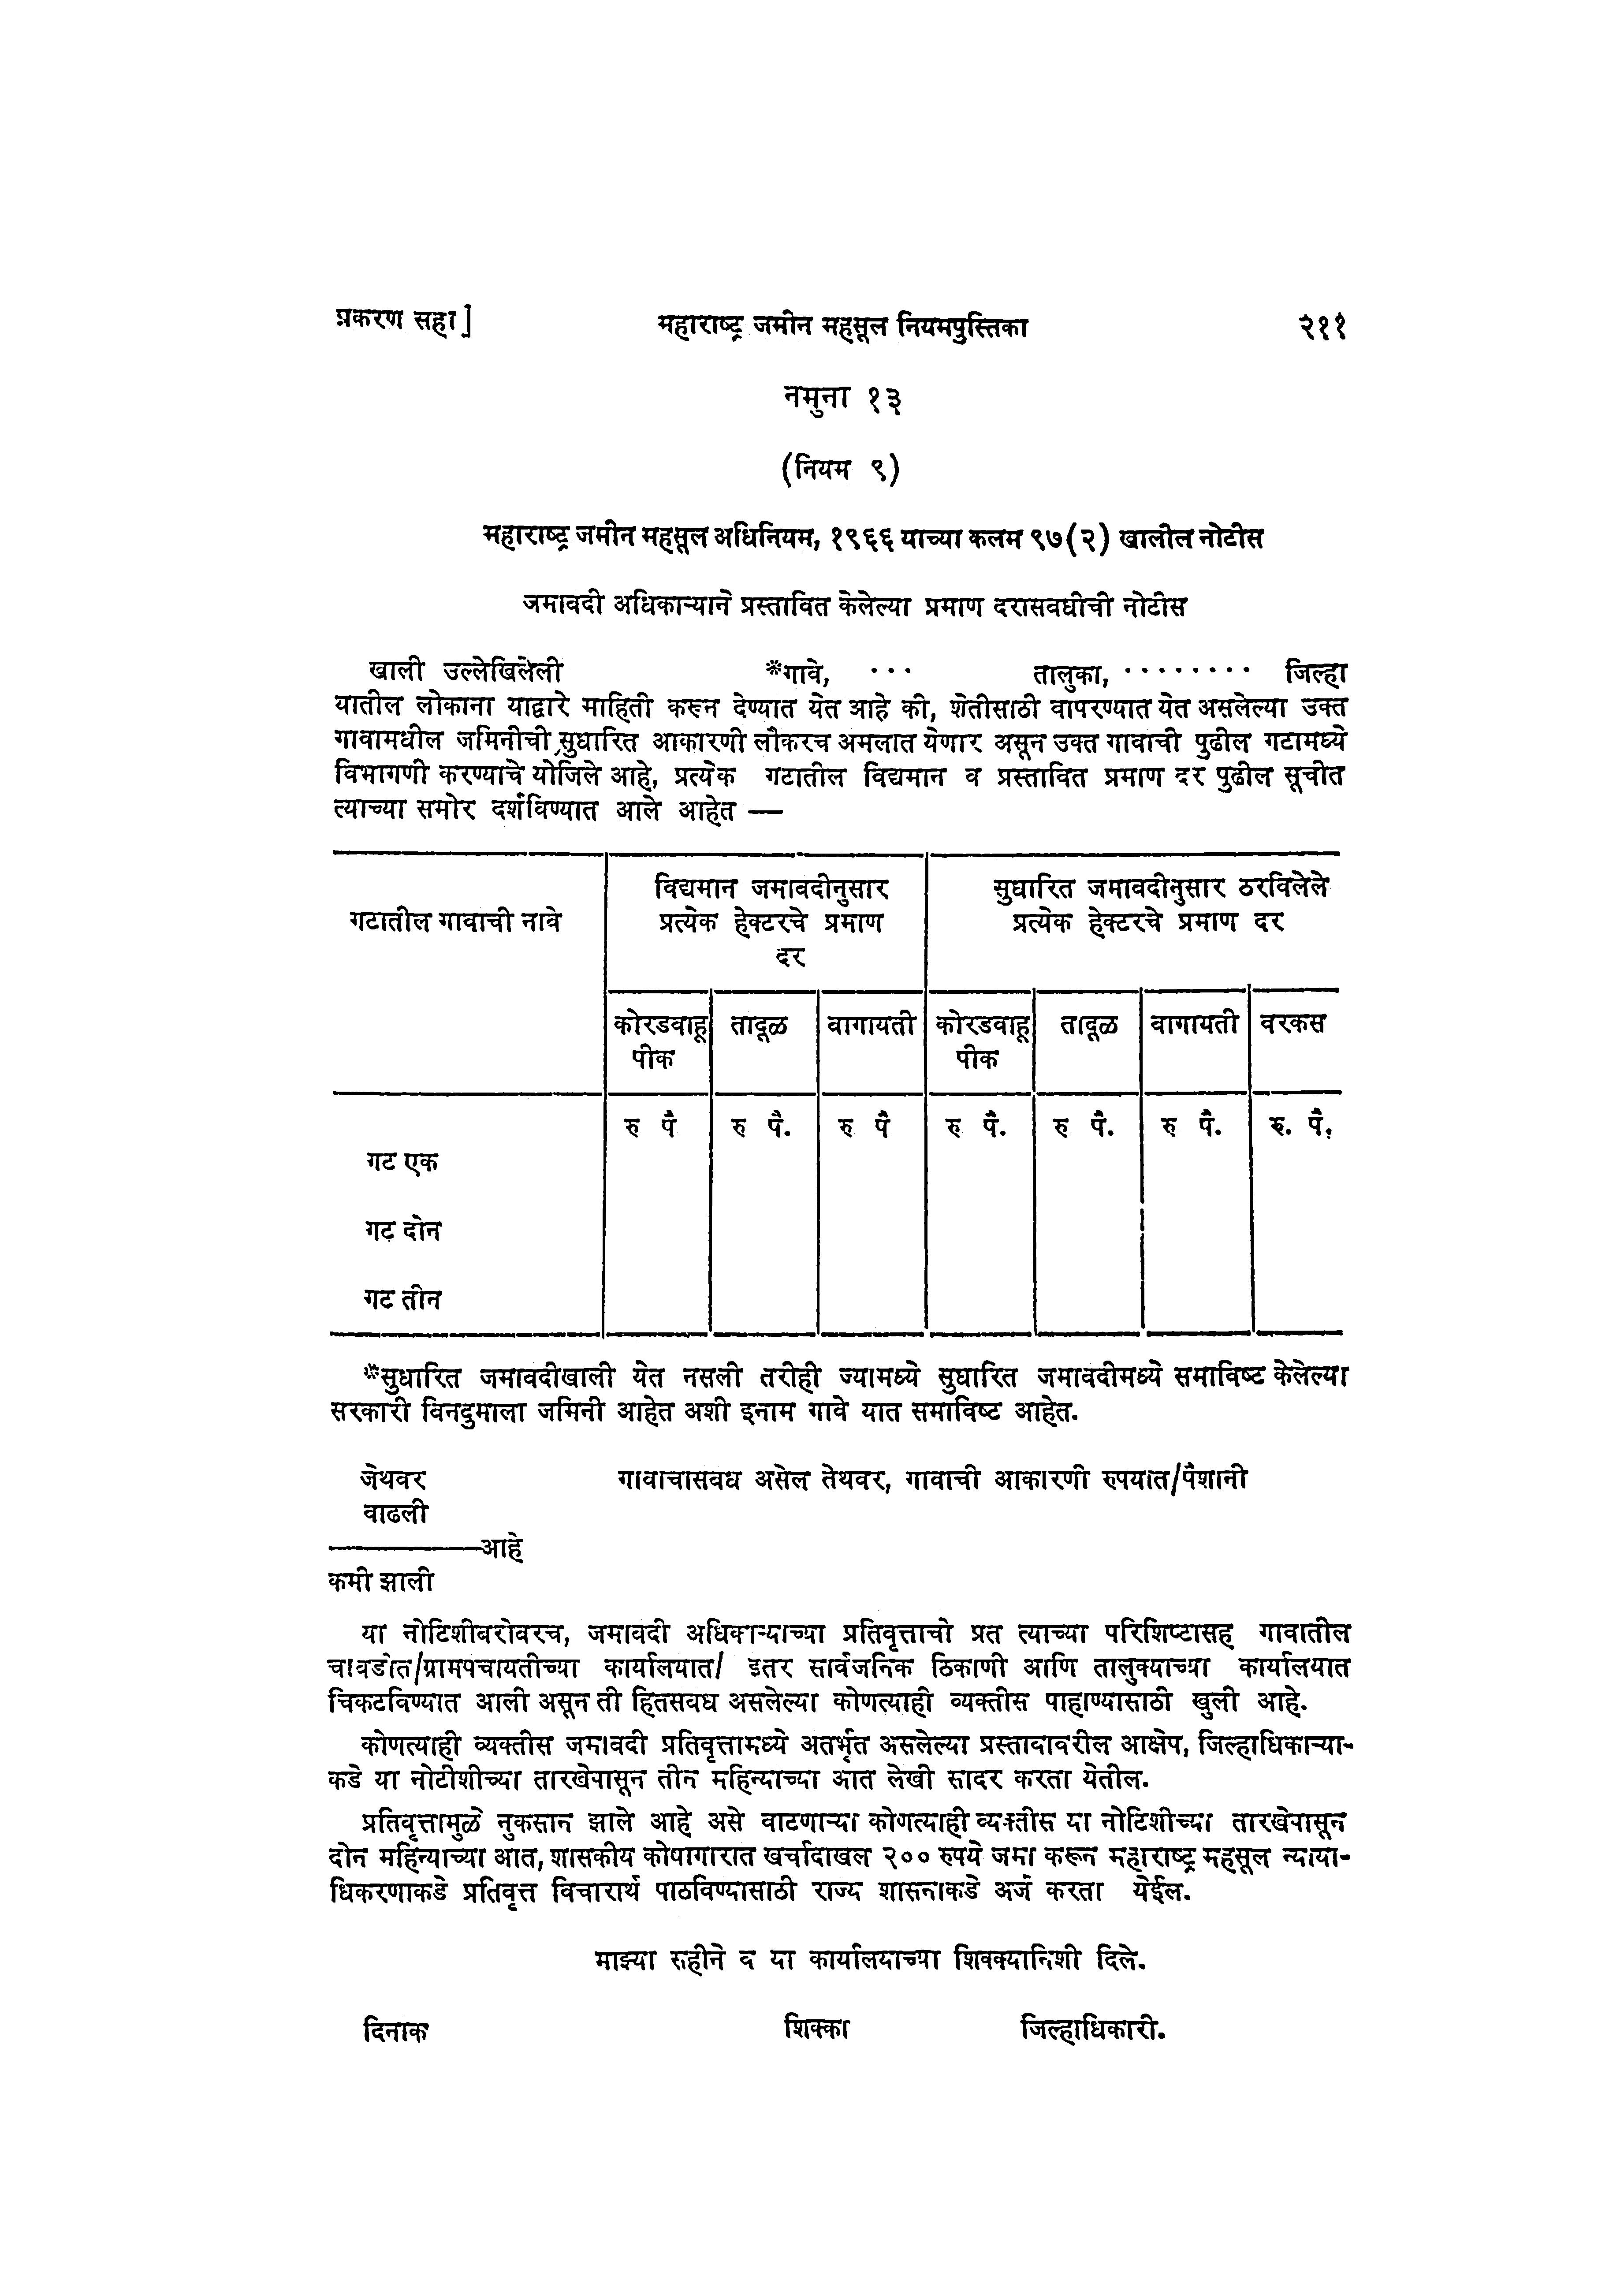 प्रकरण सहा] महाराष्ट्र जमीन महसूल नियमपुस्तिका २११
नमुना १३
(नियम ९)
महाराष्ट्र जमीन महसूल अधिनियम, १९६६ याच्या कलम ९७(२) खालील नोटीस
जमावदी अधिकाऱ्याने प्रस्तावित केलेल्या प्रमाण दरासवधीची नोटीस
खाली उल्लेखिलेली *गावे, ... तालुका, ........ जिल्हा
यातील लोकाना याद्वारे माहिती करून देण्यात येत आहे की, शेतीसाठी वापरण्यात येत असलेल्या उक्त
गावामधील जमिनीची सुधारित आकारणी लौकरच अमलात येणार असून उक्त गावाची पुढील गटामध्ये
विभागणी करण्याचे योजिले आहे, प्रत्येक गटातील विद्यमान व प्रस्तावित प्रमाण दर पुढील सूचीत
त्याच्या समोर दर्शविण्यात आले आहेत —
गटातील गावाची नावे
विद्यमान जमावदीनुसार
प्रत्येक हेक्टरचे प्रमाण
दर
सुधारित जमावदीनुसार ठरविलेले
प्रत्येक हेक्टरचे प्रमाण दर
कोरडवाहू तादूळ वागायती कोरडवाहू तादूळ वागायती वरकस
पीक पीक
रु पै रु पै. रु पै रु पै. रु पै. रु पै. रु. पै.
गट एक
गट दोन
गट तीन
*सुधारित जमावदीखाली येत नसली तरीही ज्यामध्ये सुधारित जमावदीमध्ये समाविष्ट केलेल्या
सरकारी विनदुमाला जमिनी आहेत अशी इनाम गावे यात समाविष्ट आहेत.
जेथवर गावाचासवध असेल तेथवर, गावाची आकारणी रुपयात/पैशानी
वाढली
आहे
कमी झाली
या नोटिशीबरोवरच, जमावदी अधिकाऱ्याच्या प्रतिवृत्ताची प्रत त्याच्या परिशिष्टासह गावातील
चावडीत/ग्रामपचायतीच्या कार्यालयात/ इतर सार्वजनिक ठिकाणी आणि तालुक्याच्या कार्यालयात
चिकटविण्यात आली असून ती हितसवध असलेल्या कोणत्याही व्यक्तीस पाहाण्यासाठी खुली आहे.
कोणत्याही व्यक्तीस जमावदी प्रतिवृत्तामध्ये अतर्भूत असलेल्या प्रस्तावावरील आक्षेप, जिल्हाधिकाऱ्या-
कडे या नोटीशीच्या तारखेपासून तीन महिन्याच्या आत लेखी सादर करता येतील.
प्रतिवृत्तामुळे नुकसान झाले आहे असे वाटणाऱ्या कोणत्याही व्यक्तीस या नोटिशीच्या तारखेपासून
दोन महिन्याच्या आत, शासकीय कोषागारात खर्चादाखल २०० रुपये जमा करून महाराष्ट्र महसूल न्याया-
धिकरणाकडे प्रतिवृत्त विचारार्थ पाठविण्यासाठी राज्य शासनाकडे अर्ज करता येईल.
माझ्या सहीने व या कार्यालयाच्या शिक्क्यानिशी दिले.
दिनाक शिक्का जिल्हाधिकारी.